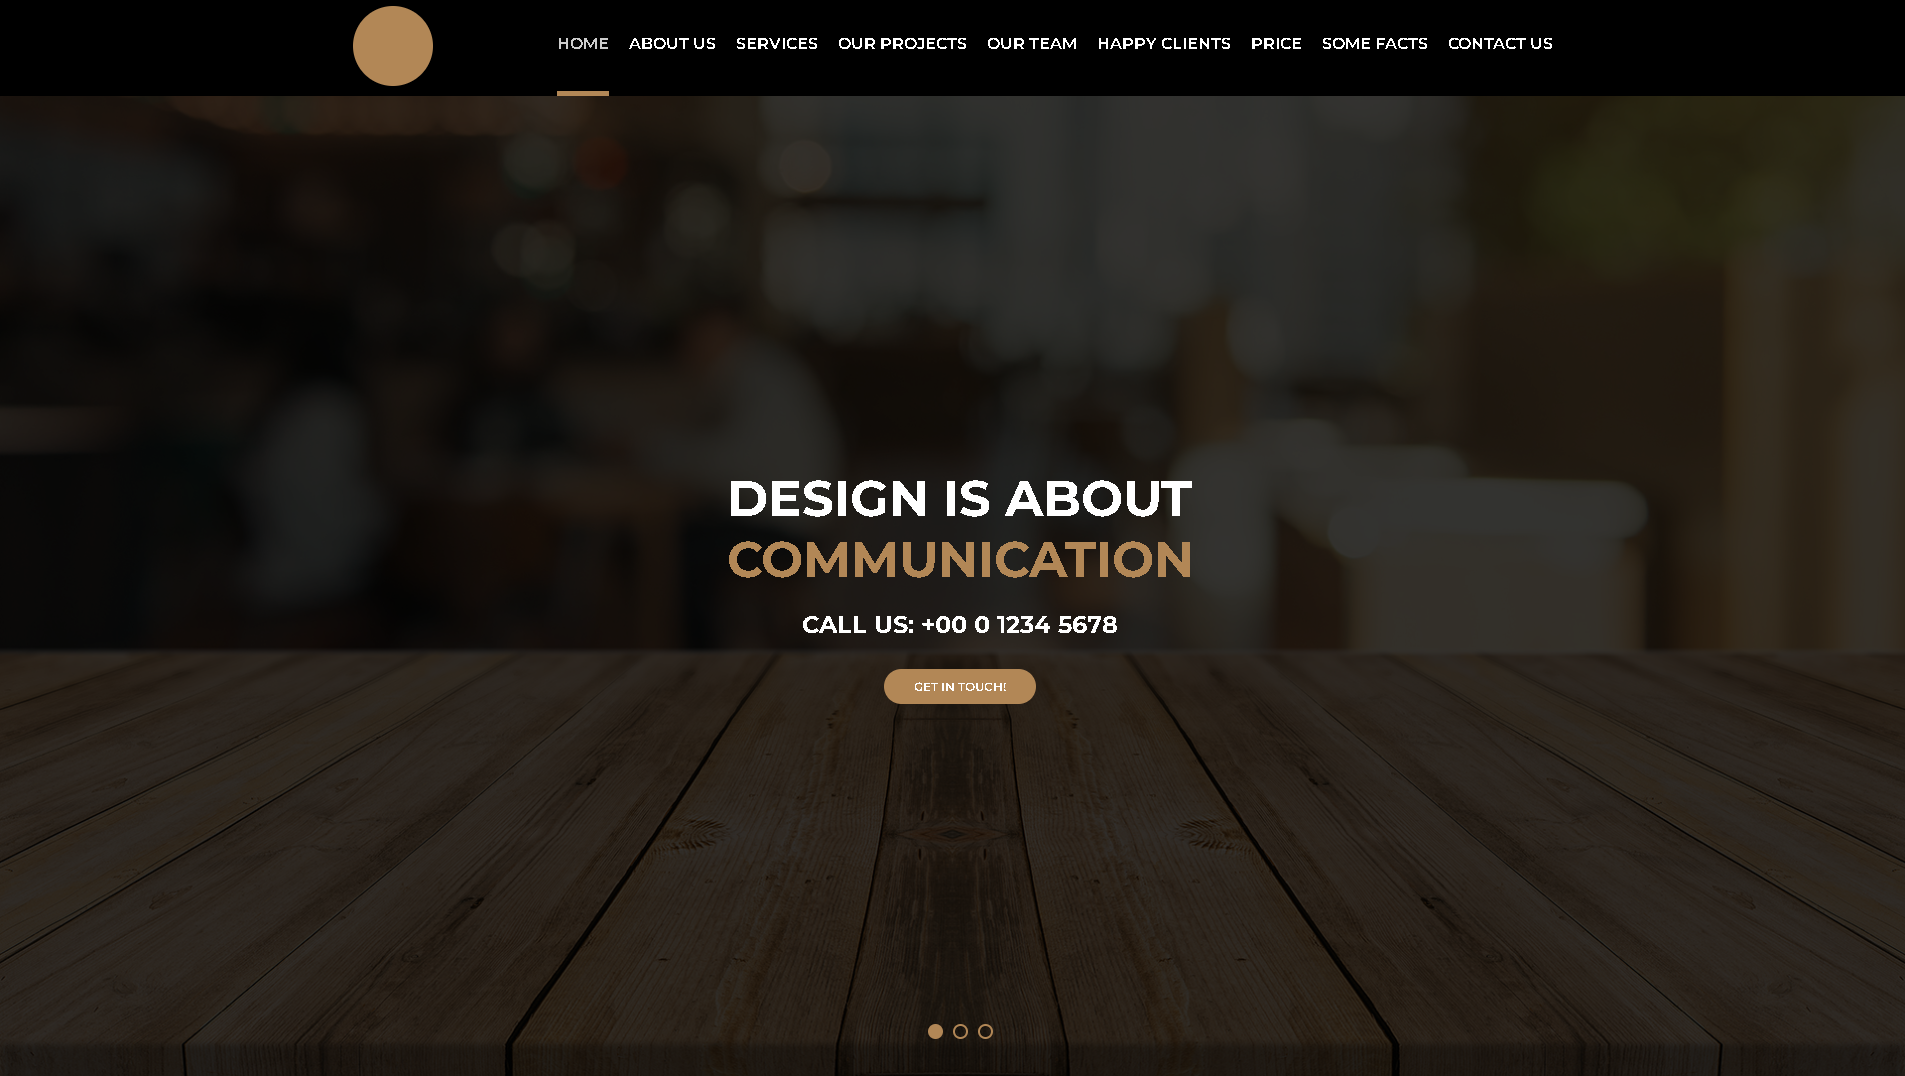 HOME ABOUT US SERVICES OUR PROJECTS OUR TEAM HAPPY CLIENTS PRICE SOME FACTS CONTACT US
DESIGN IS ABOUT
COMMUNICATION
CALL US: +00 0 1234 5678
GET IN TOUCH!